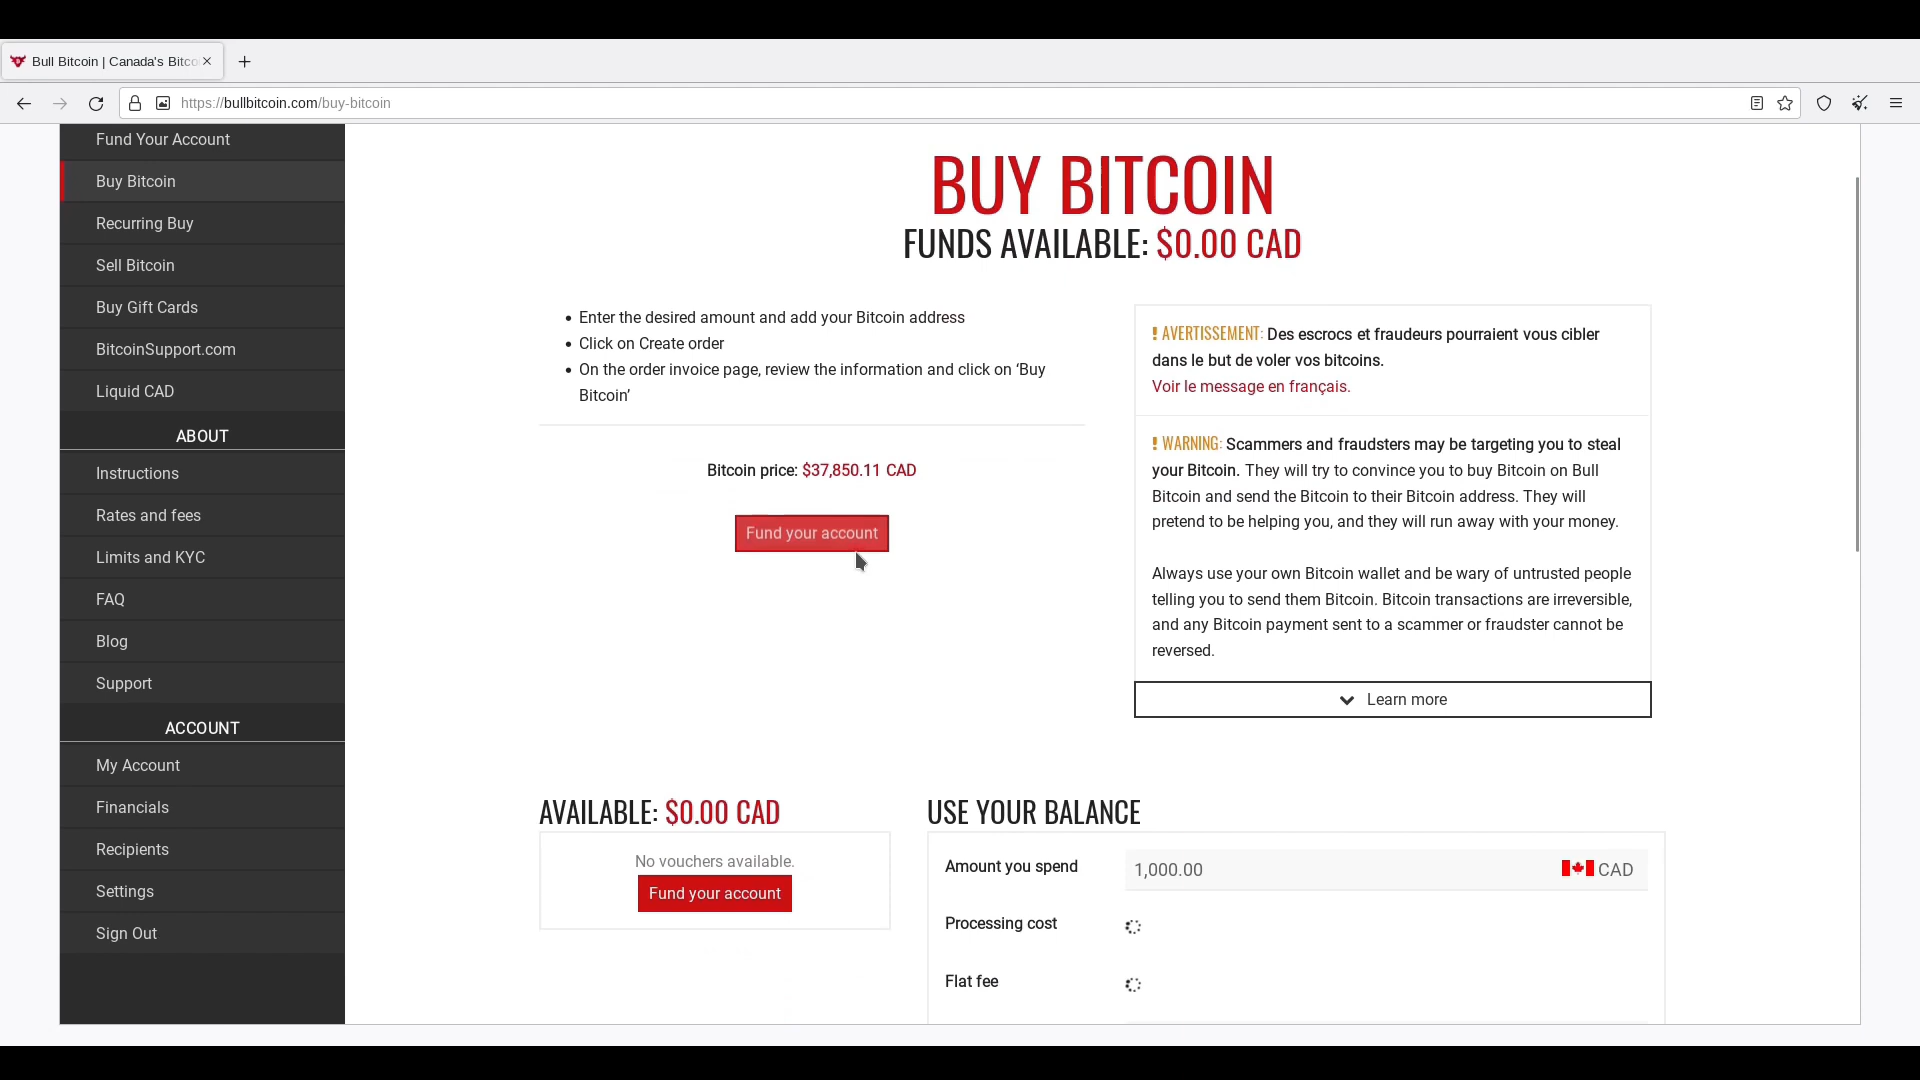 Bull Bitcoin | Canada's Bitco
https://bullbitcoin.com/buy-bitcoin
Fund Your Account
Buy Bitcoin
Recurring Buy
Sell Bitcoin
Buy Gift Cards
BitcoinSupport.com
Liquid CAD
ABOUT
Instructions
Rates and fees
Limits and KYC
FAQ
Blog
Support
ACCOUNT
My Account
Financials
Recipients
Settings
Sign Out
BUY BITCOIN
FUNDS AVAILABLE: $0.00 CAD
• Enter the desired amount and add your Bitcoin address
• Click on Create order
• On the order invoice page, review the information and click on ‘Buy
Bitcoin’
Bitcoin price: $37,850.11 CAD
Fund your account
! AVERTISSEMENT: Des escrocs et fraudeurs pourraient vous cibler
dans le but de voler vos bitcoins.
Voir le message en français.
! WARNING: Scammers and fraudsters may be targeting you to steal
your Bitcoin. They will try to convince you to buy Bitcoin on Bull
Bitcoin and send the Bitcoin to their Bitcoin address. They will
pretend to be helping you, and they will run away with your money.
Always use your own Bitcoin wallet and be wary of untrusted people
telling you to send them Bitcoin. Bitcoin transactions are irreversible,
and any Bitcoin payment sent to a scammer or fraudster cannot be
reversed.
Learn more
AVAILABLE: $0.00 CAD
No vouchers available.
Fund your account
USE YOUR BALANCE
Amount you spend 1,000.00 CAD
Processing cost
Flat fee